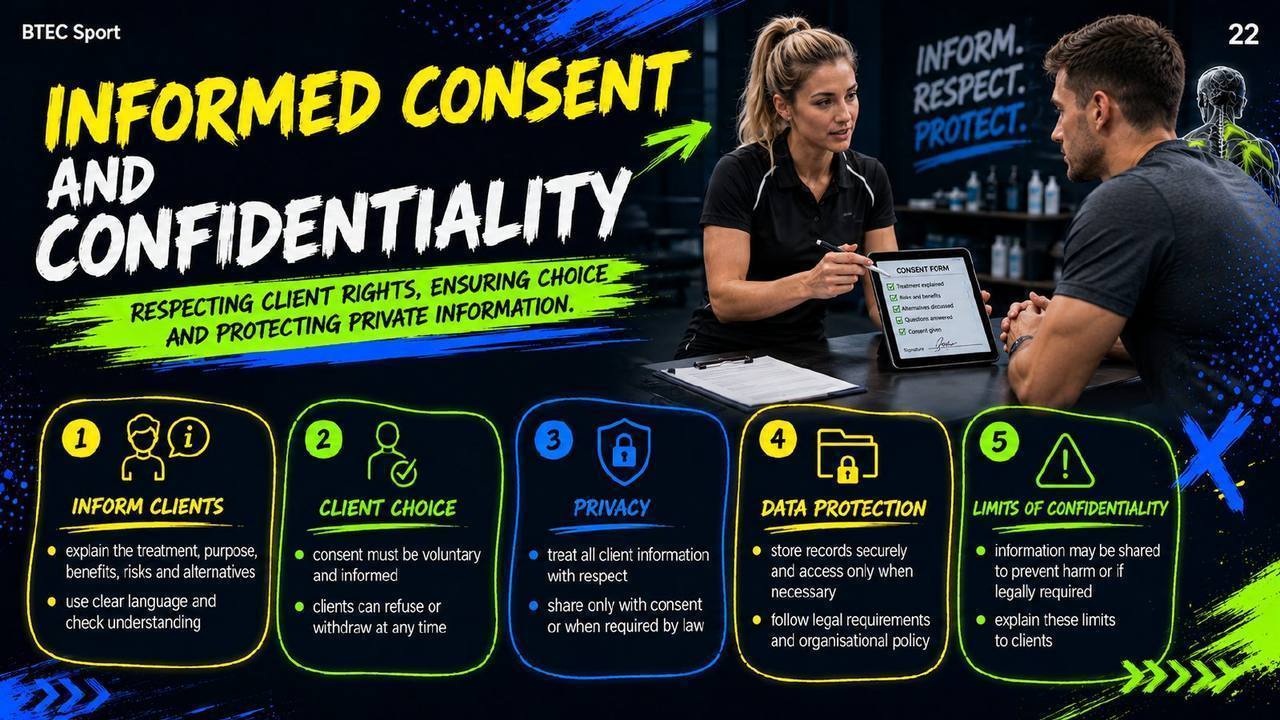 BTEC Sport
22
INFORMED CONSENT
AND
CONFIDENTIALITY
RESPECTING CLIENT RIGHTS, ENSURING CHOICE
AND PROTECTING PRIVATE INFORMATION.
INFORM.
RESPECT.
PROTECT.
CONSENT FORM
Treatment explained
Risks and benefits
Alternatives discussed
Questions answered
Consent given
Signature
1
i
INFORM CLIENTS
• explain the treatment, purpose,
benefits, risks and alternatives
• use clear language and
check understanding
2
CLIENT CHOICE
• consent must be voluntary
and informed
• clients can refuse or
withdraw at any time
3
PRIVACY
• treat all client information
with respect
• share only with consent
or when required by law
4
DATA PROTECTION
• store records securely
and access only when
necessary
• follow legal requirements
and organisational policy
5
!
LIMITS OF CONFIDENTIALITY
• information may be shared
to prevent harm or if
legally required
• explain these limits
to clients